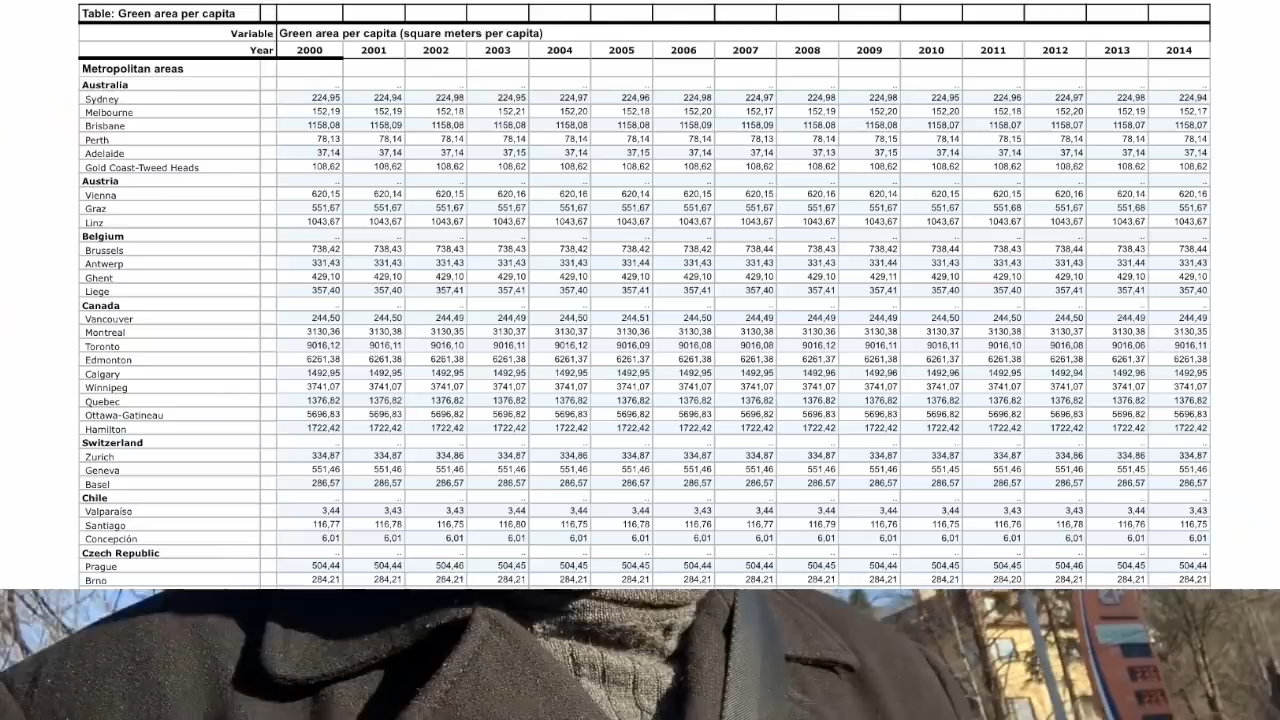 Table: Green area per capita
Variable Green area per capita (square meters per capita)
Year 2000 2001 2002 2003 2004 2005 2006 2007 2008 2009 2010 2011 2012 2013 2014
Metropolitan areas
Australia .. .. .. .. .. .. .. .. .. .. .. .. .. .. ..
Sydney 224,95 224,94 224,98 224,95 224,97 224,96 224,98 224,97 224,98 224,98 224,95 224,96 224,97 224,98 224,94
Melbourne 152,19 152,19 152,18 152,21 152,20 152,18 152,20 152,17 152,19 152,20 152,20 152,18 152,20 152,19 152,17
Brisbane 1158,08 1158,09 1158,08 1158,08 1158,08 1158,08 1158,09 1158,09 1158,08 1158,08 1158,07 1158,07 1158,07 1158,07 1158,07
Perth 78,13 78,14 78,14 78,14 78,14 78,14 78,14 78,13 78,14 78,15 78,14 78,15 78,14 78,14 78,14
Adelaide 37,14 37,14 37,14 37,15 37,14 37,15 37,14 37,14 37,13 37,15 37,14 37,14 37,14 37,14 37,14
Gold Coast-Tweed Heads 108,62 108,62 108,62 108,62 108,62 108,62 108,62 108,62 108,62 108,62 108,62 108,62 108,62 108,62 108,62
Austria .. .. .. .. .. .. .. .. .. .. .. .. .. .. ..
Vienna 620,15 620,14 620,15 620,16 620,16 620,14 620,15 620,15 620,15 620,14 620,16 620,15 620,16 620,14 620,16
Graz 551,67 551,67 551,67 551,67 551,67 551,67 551,67 551,67 551,67 551,67 551,67 551,68 551,67 551,68 551,67
Linz 1043,67 1043,67 1043,67 1043,67 1043,67 1043,67 1043,67 1043,67 1043,67 1043,67 1043,67 1043,67 1043,67 1043,67 1043,67
Belgium .. .. .. .. .. .. .. .. .. .. .. .. .. .. ..
Brussels 738,42 738,43 738,43 738,43 738,42 738,42 738,43 738,44 738,43 738,42 738,44 738,43 738,44 738,43 738,44
Antwerp 331,43 331,43 331,43 331,43 331,43 331,44 331,43 331,43 331,43 331,44 331,43 331,44 331,43 331,44 331,43
Ghent 429,10 429,10 429,10 429,10 429,10 429,10 429,10 429,10 429,10 429,11 429,10 429,10 429,10 429,10 429,10
Liege 357,40 357,40 357,41 357,41 357,40 357,41 357,41 357,40 357,41 357,41 357,40 357,40 357,41 357,41 357,40
Canada .. .. .. .. .. .. .. .. .. .. .. .. .. .. ..
Vancouver 244,50 244,50 244,49 244,49 244,50 244,51 244,50 244,49 244,49 244,49 244,50 244,50 244,49 244,50 244,49
Montreal 3130,36 3130,38 3130,35 3130,36 3130,37 3130,36 3130,38 3130,36 3130,38 3130,38 3130,37 3130,37 3130,36 3130,38 3130,35
Toronto 9016,12 9016,11 9016,10 9016,11 9016,12 9016,09 9016,08 9016,08 9016,12 9016,11 9016,11 9016,10 9016,08 9016,06 9016,11
Edmonton 6261,38 6261,38 6261,38 6261,38 6261,37 6261,37 6261,38 6261,37 6261,38 6261,38 6261,38 6261,37 6261,38 6261,38 6261,38
Calgary 1492,95 1492,95 1492,95 1492,95 1492,95 1492,95 1492,95 1492,95 1492,95 1492,96 1492,96 1492,95 1492,94 1492,96 1492,95
Winnipeg 3741,07 3741,07 3741,07 3741,07 3741,07 3741,07 3741,07 3741,07 3741,07 3741,07 3741,07 3741,07 3741,07 3741,07 3741,07
Quebec 1376,82 1376,82 1376,82 1376,82 1376,82 1376,82 1376,82 1376,82 1376,82 1376,82 1376,82 1376,82 1376,82 1376,82 1376,82
Ottawa-Gatineau 5696,83 5696,83 5696,82 5696,83 5696,82 5696,82 5696,82 5696,82 5696,82 5696,83 5696,82 5696,83 5696,82 5696,82 5696,83
Hamilton 1722,42 1722,42 1722,42 1722,42 1722,42 1722,42 1722,42 1722,42 1722,42 1722,42 1722,42 1722,42 1722,42 1722,42 1722,42
Switzerland .. .. .. .. .. .. .. .. .. .. .. .. .. .. ..
Zurich 334,87 334,87 334,86 334,87 334,86 334,87 334,87 334,87 334,87 334,87 334,86 334,87 334,86 334,86 334,87
Geneva 551,46 551,46 551,46 551,46 551,46 551,45 551,46 551,46 551,46 551,46 551,45 551,46 551,46 551,45 551,46
Basel 286,57 286,57 286,57 286,57 286,57 286,57 286,57 286,57 286,57 286,57 286,57 286,57 286,57 286,57 286,57
Chile .. .. .. .. .. .. .. .. .. .. .. .. .. .. ..
Valparaíso 3,44 3,43 3,43 3,44 3,44 3,43 3,44 3,44 3,44 3,43 3,44 3,44 3,43 3,43 3,43
Santiago 116,77 116,78 116,75 116,80 116,75 116,78 116,76 116,77 116,79 116,76 116,75 116,76 116,78 116,76 116,75
Concepción 6,01 6,01 6,01 6,01 6,01 6,01 6,01 6,01 6,01 6,01 6,01 6,01 6,01 6,01 6,01
Czech Republic .. .. .. .. .. .. .. .. .. .. .. .. .. .. ..
Prague 504,44 504,44 504,46 504,45 504,45 504,45 504,44 504,45 504,45 504,44 504,44 504,45 504,46 504,45 504,44
Brno 284,21 284,21 284,21 284,21 284,21 284,21 284,21 284,21 284,21 284,21 284,21 284,20 284,21 284,21 284,21